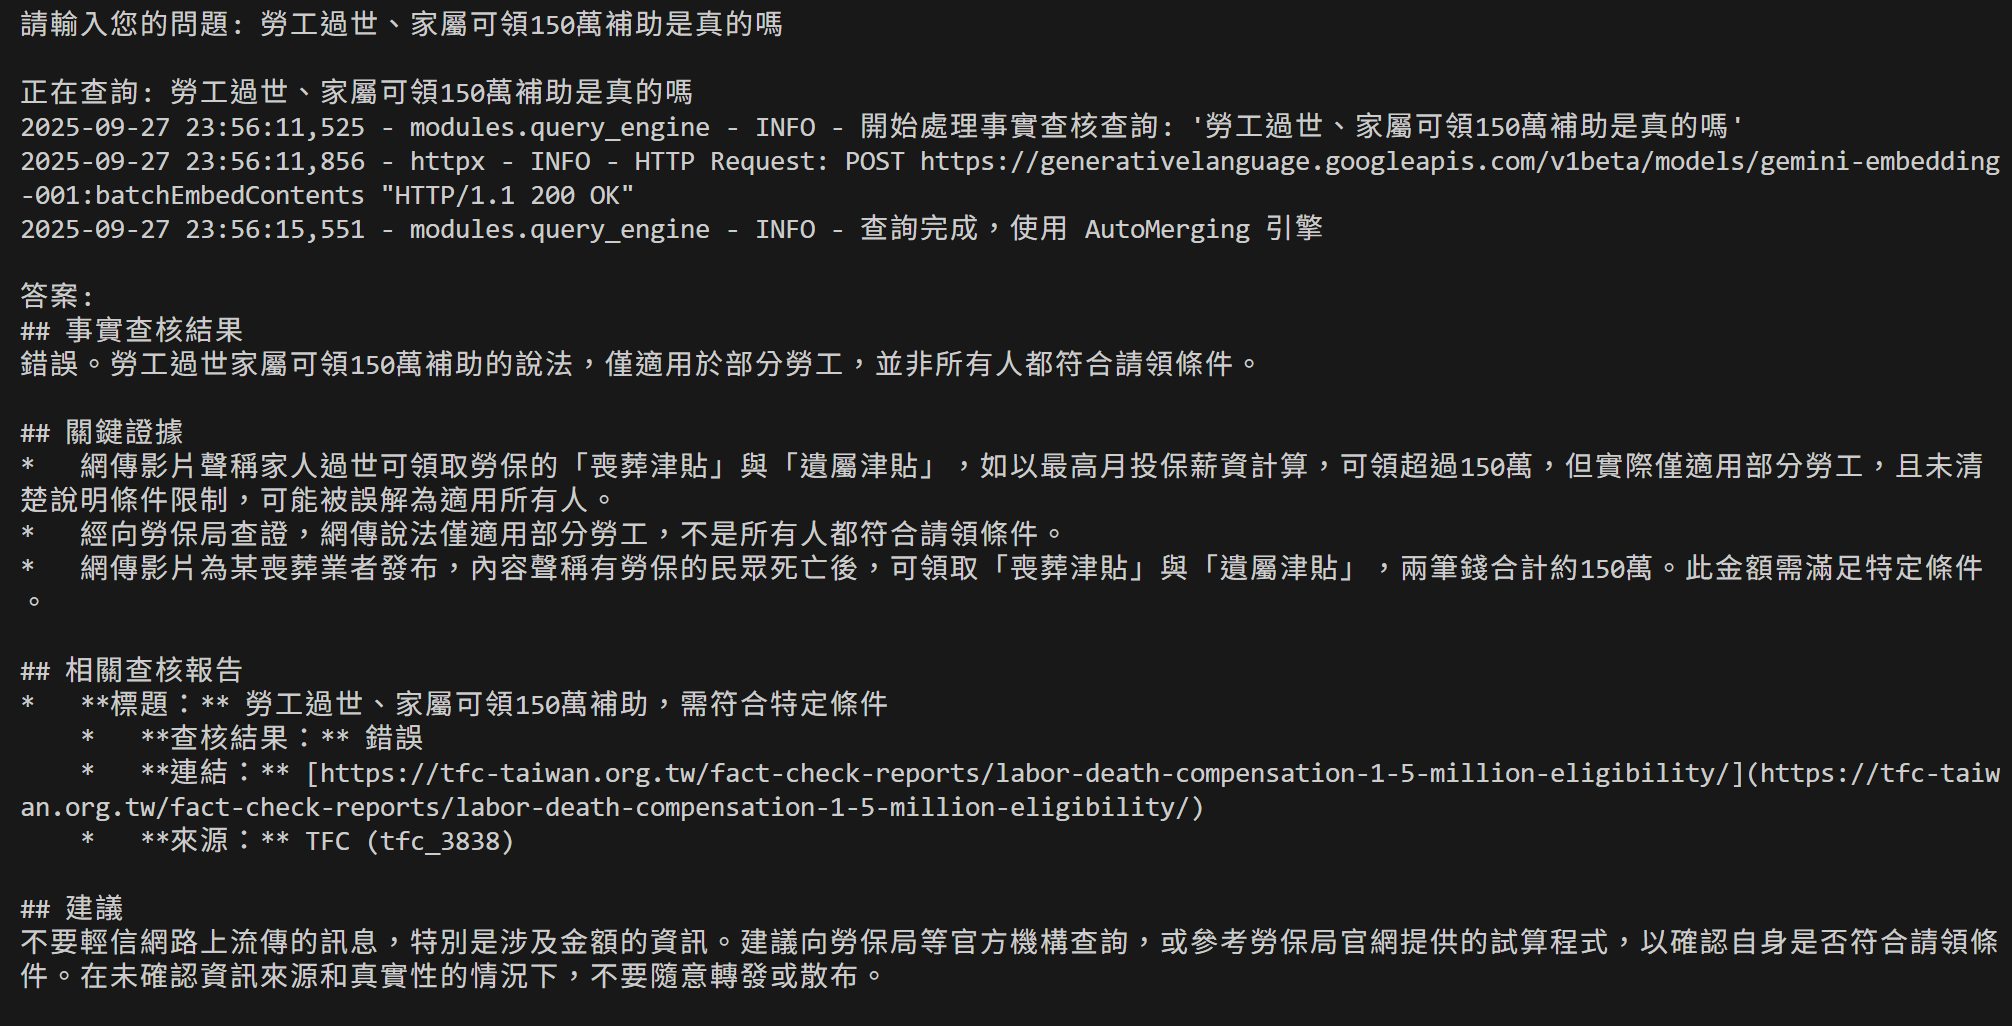 請輸入您的問題: 勞工過世、家屬可領150萬補助是真的嗎
正在查詢: 勞工過世、家屬可領150萬補助是真的嗎
2025-09-27 23:56:11,525 - modules.query_engine - INFO - 開始處理事實查核查詢: '勞工過世、家屬可領150萬補助是真的嗎'
2025-09-27 23:56:11,856 - httpx - INFO - HTTP Request: POST https://generativelanguage.googleapis.com/v1beta/models/gemini-embedding
-001:batchEmbedContents "HTTP/1.1 200 OK"
2025-09-27 23:56:15,551 - modules.query_engine - INFO - 查詢完成，使用 AutoMerging 引擎
答案:
## 事實查核結果
錯誤。勞工過世家屬可領150萬補助的說法，僅適用於部分勞工，並非所有人都符合請領條件。
## 關鍵證據
*   網傳影片聲稱家人過世可領取勞保的「喪葬津貼」與「遺屬津貼」，如以最高月投保薪資計算，可領超過150萬，但實際僅適用部分勞工，且未清
楚說明條件限制，可能被誤解為適用所有人。
*   經向勞保局查證，網傳說法僅適用部分勞工，不是所有人都符合請領條件。
*   網傳影片為某喪葬業者發布，內容聲稱有勞保的民眾死亡後，可領取「喪葬津貼」與「遺屬津貼」，兩筆錢合計約150萬。此金額需滿足特定條件
。
## 相關查核報告
*   **標題：** 勞工過世、家屬可領150萬補助，需符合特定條件
    *   **查核結果：** 錯誤
    *   **連結：** [https://tfc-taiwan.org.tw/fact-check-reports/labor-death-compensation-1-5-million-eligibility/](https://tfc-taiw
an.org.tw/fact-check-reports/labor-death-compensation-1-5-million-eligibility/)
    *   **來源：** TFC (tfc_3838)
## 建議
不要輕信網路上流傳的訊息，特別是涉及金額的資訊。建議向勞保局等官方機構查詢，或參考勞保局官網提供的試算程式，以確認自身是否符合請領條
件。在未確認資訊來源和真實性的情況下，不要隨意轉發或散布。